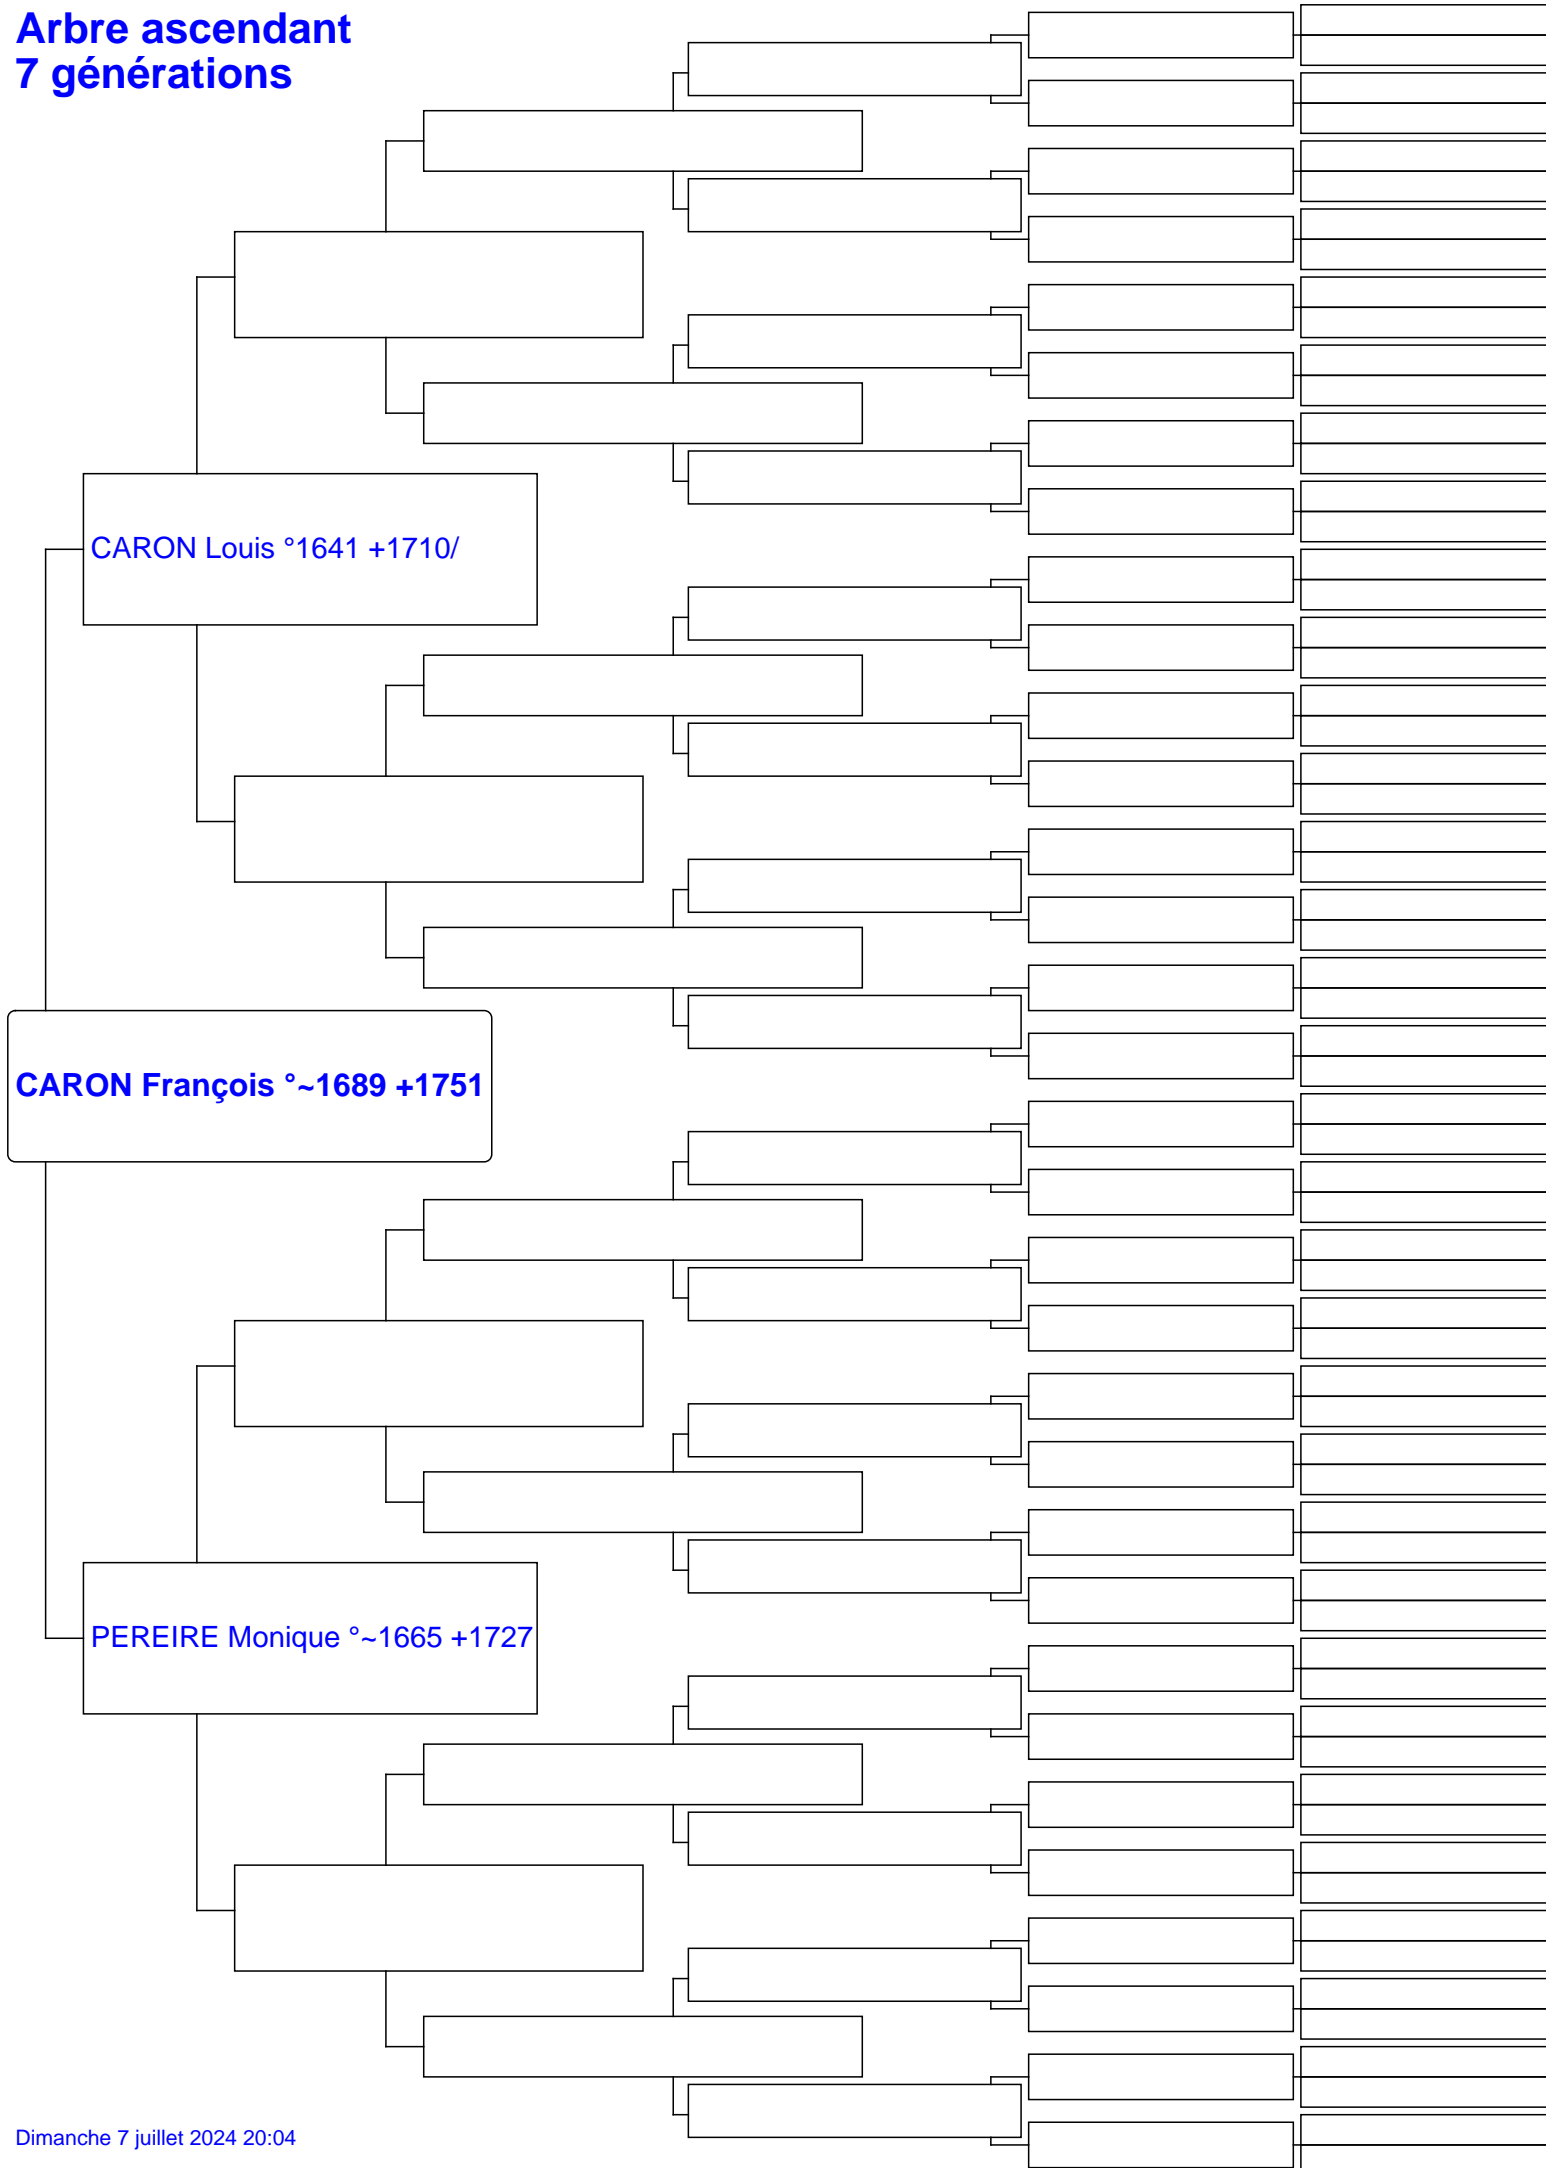 Arbre ascendant
7 générations
CARON Louis °1641 +1710/
CARON François °~1689 +1751
PEREIRE Monique °~1665 +1727
Dimanche 7 juillet 2024 20:04